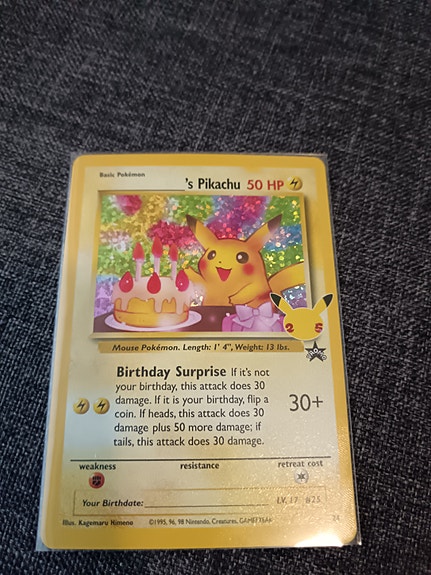 Basic Pokémon
's Pikachu 50 HP
25
PROMO
Mouse Pokémon. Length: 1' 4", Weight: 13 lbs.
Birthday Surprise If it's not
your birthday, this attack does 30
damage. If it is your birthday, flip a
coin. If heads, this attack does 30
damage plus 50 more damage; if
tails, this attack does 30 damage.
30+
weakness resistance retreat cost
Your Birthdate:
LV. 17 #25
Illus. Kagemaru Himeno ©1995, 96, 98 Nintendo, Creatures, GAMEFREAK
24